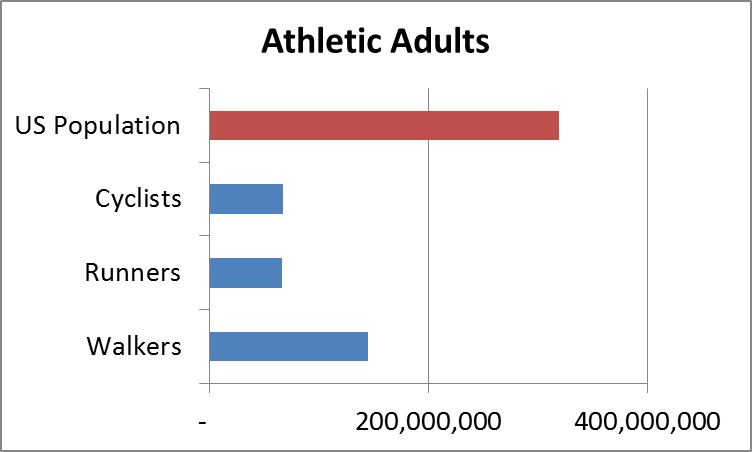 Athletic Adults
US Population
Cyclists
Runners
Walkers
- 200,000,000 400,000,000